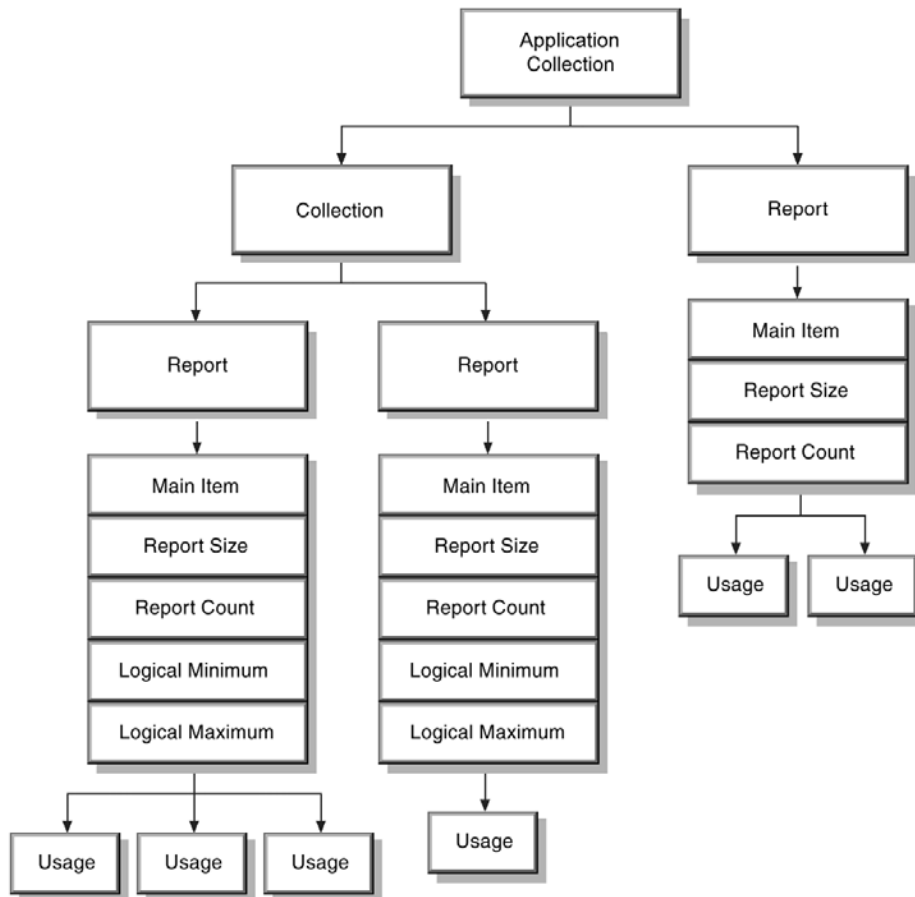 Application
Collection
Collection
Report
Report
Report
Main Item
Report Size
Report Count
Main Item
Report Size
Report Count
Logical Minimum
Logical Maximum
Main Item
Report Size
Report Count
Logical Minimum
Logical Maximum
Usage
Usage
Usage
Usage
Usage
Usage